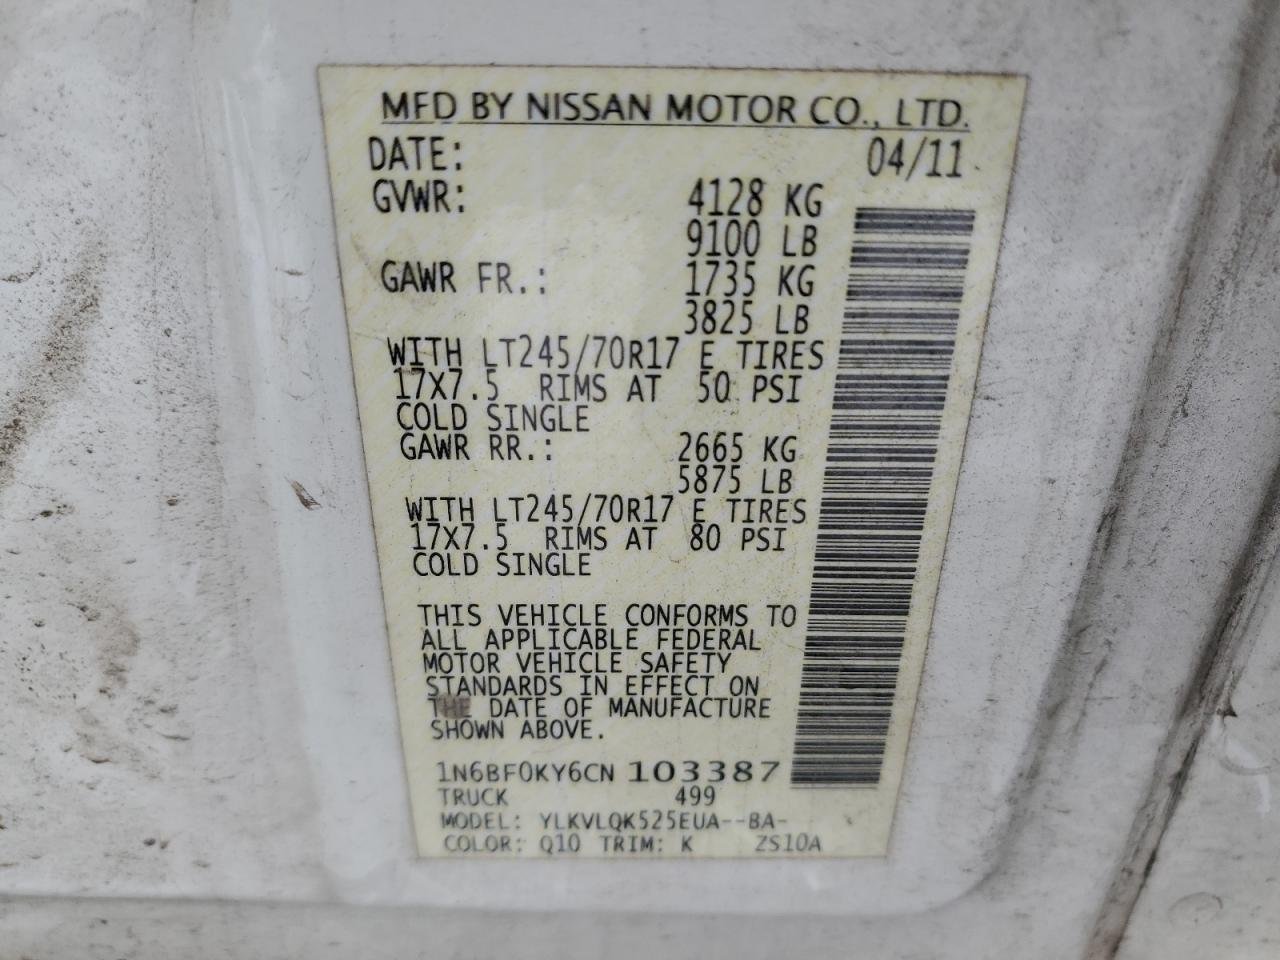 MFD BY NISSAN MOTOR CO., LTD.
DATE: 04/11
GVWR: 4128 KG
9100 LB
GAWR FR.: 1735 KG
3825 LB
WITH LT245/70R17 E TIRES
17X7.5 RIMS AT 50 PSI
COLD SINGLE
GAWR RR.: 2665 KG
5875 LB
WITH LT245/70R17 E TIRES
17X7.5 RIMS AT 80 PSI
COLD SINGLE
THIS VEHICLE CONFORMS TO
ALL APPLICABLE FEDERAL
MOTOR VEHICLE SAFETY
STANDARDS IN EFFECT ON
THE DATE OF MANUFACTURE
SHOWN ABOVE.
1N6BF0KY6CN 103387
TRUCK 499
MODEL: YLKVLQK525EUA--BA-
COLOR: Q10 TRIM: K ZS10A